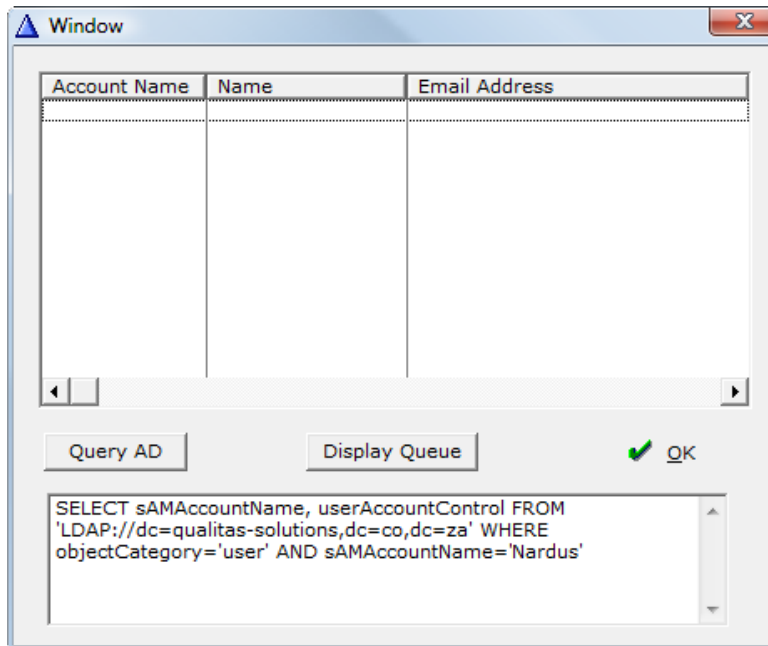 Window
Account Name Name Email Address
Query AD Display Queue OK
SELECT sAMAccountName, userAccountControl FROM
'LDAP://dc=qualitas-solutions,dc=co,dc=za' WHERE
objectCategory='user' AND sAMAccountName='Nardus'